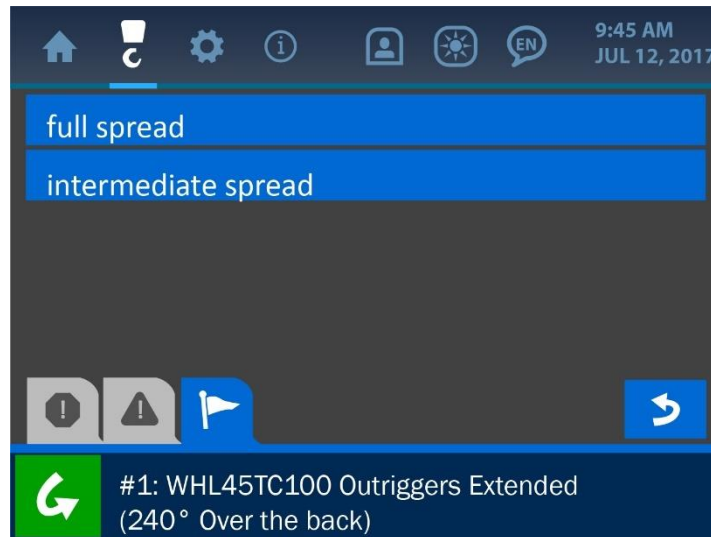 EN
9:45 AM
JUL 12, 2017
full spread
intermediate spread
#1: WHL45TC100 Outriggers Extended
(240° Over the back)